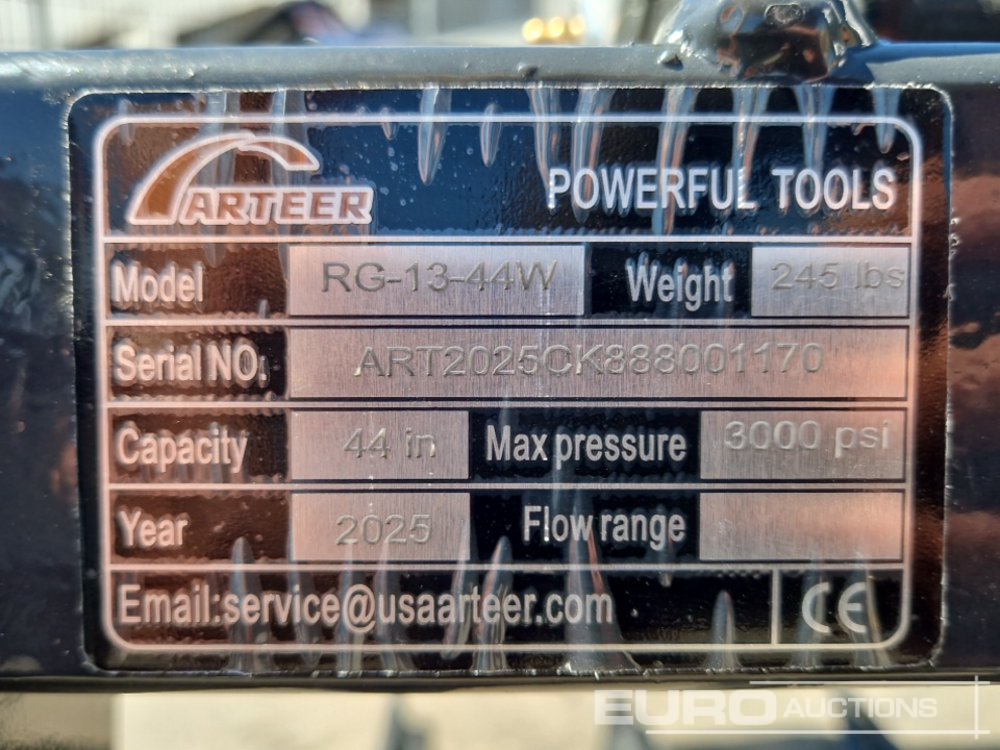 ARTEER
POWERFUL TOOLS
Model RG-13-44W Weight 245 lbs
Serial NO. ART2025CK888001170
Capacity 44 in Max pressure 3000 psi
Year 2025 Flow range
Email:service@usaarteer.com CE
EURO AUCTIONS